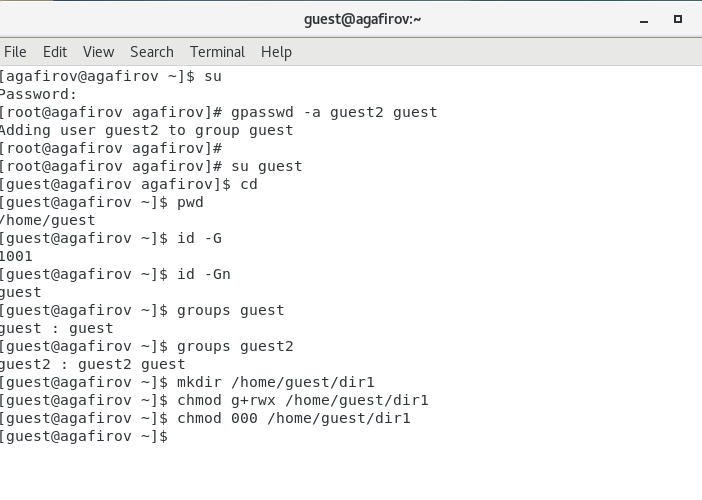 guest@agafirov:~
File Edit View Search Terminal Help
[agafirov@agafirov ~]$ su
Password:
[root@agafirov agafirov]# gpasswd -a guest2 guest
Adding user guest2 to group guest
[root@agafirov agafirov]#
[root@agafirov agafirov]# su guest
[guest@agafirov agafirov]$ cd
[guest@agafirov ~]$ pwd
/home/guest
[guest@agafirov ~]$ id -G
1001
[guest@agafirov ~]$ id -Gn
guest
[guest@agafirov ~]$ groups guest
guest : guest
[guest@agafirov ~]$ groups guest2
guest2 : guest2 guest
[guest@agafirov ~]$ mkdir /home/guest/dir1
[guest@agafirov ~]$ chmod g+rwx /home/guest/dir1
[guest@agafirov ~]$ chmod 000 /home/guest/dir1
[guest@agafirov ~]$